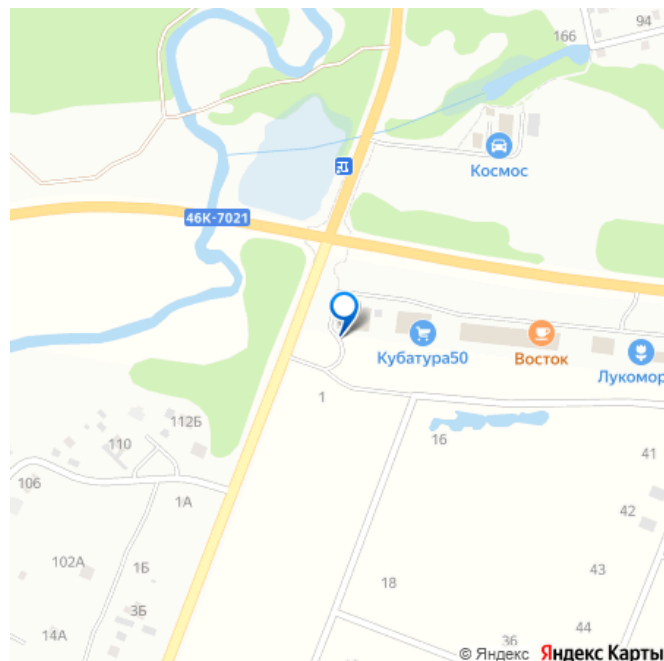 94
166
Космос
46К-7021
Кубатура50
Восток
Лукомор
1
112Б
110
16
41
106
1А
42
102А
1Б
18
43
3Б
14А
36
44
© Яндекс Яндекс Карты